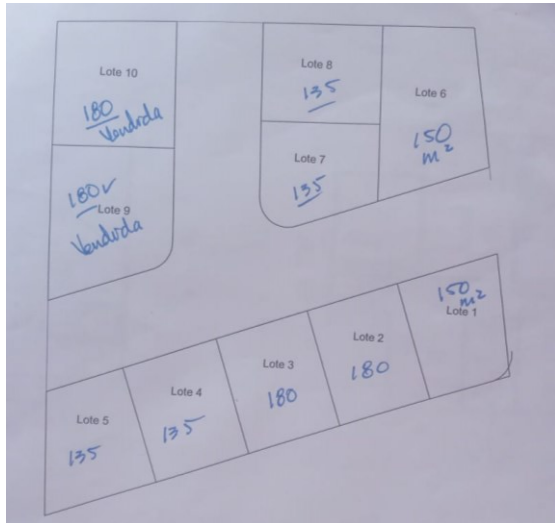 Lote 10
180
Vendida
180✓
Lote 9
Vendida
Lote 8
135
Lote 7
135
Lote 6
150
m²
150
m²
Lote 1
Lote 2
180
Lote 3
180
Lote 4
135
Lote 5
135